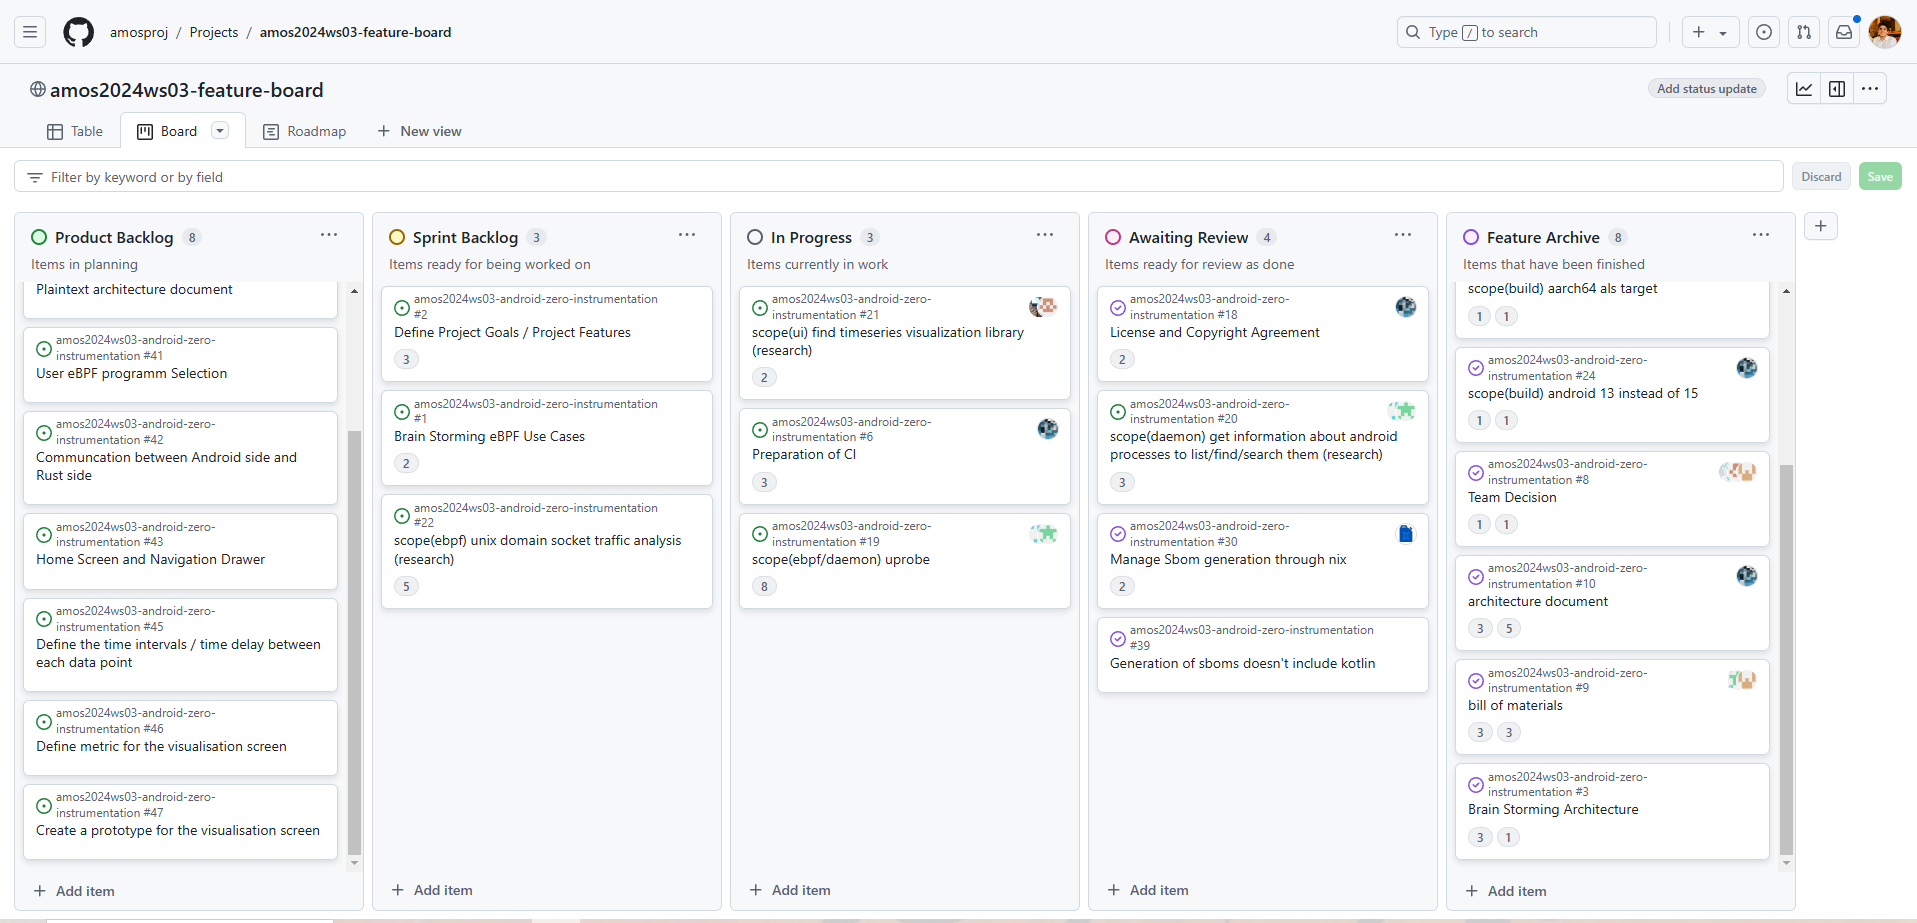 amosproj / Projects / amos2024ws03-feature-board
Type / to search
amos2024ws03-feature-board
Add status update
Table
Board
Roadmap
New view
Filter by keyword or by field
Discard
Save
Product Backlog 8
Items in planning
Plaintext architecture document
amos2024ws03-android-zero-
instrumentation #41
User eBPF programm Selection
amos2024ws03-android-zero-
instrumentation #42
Communcation between Android side and
Rust side
amos2024ws03-android-zero-
instrumentation #43
Home Screen and Navigation Drawer
amos2024ws03-android-zero-
instrumentation #45
Define the time intervals / time delay between
each data point
amos2024ws03-android-zero-
instrumentation #46
Define metric for the visualisation screen
amos2024ws03-android-zero-
instrumentation #47
Create a prototype for the visualisation screen
Add item
Sprint Backlog 3
Items ready for being worked on
amos2024ws03-android-zero-instrumentation
#2
Define Project Goals / Project Features
3
amos2024ws03-android-zero-instrumentation
#1
Brain Storming eBPF Use Cases
2
amos2024ws03-android-zero-instrumentation
#22
scope(ebpf) unix domain socket traffic analysis
(research)
5
Add item
In Progress 3
Items currently in work
amos2024ws03-android-zero-
instrumentation #21
scope(ui) find timeseries visualization library
(research)
2
amos2024ws03-android-zero-
instrumentation #6
Preparation of CI
3
amos2024ws03-android-zero-
instrumentation #19
scope(ebpf/daemon) uprobe
8
Add item
Awaiting Review 4
Items ready for review as done
amos2024ws03-android-zero-
instrumentation #18
License and Copyright Agreement
2
amos2024ws03-android-zero-
instrumentation #20
scope(daemon) get information about android
processes to list/find/search them (research)
3
amos2024ws03-android-zero-
instrumentation #30
Manage Sbom generation through nix
2
amos2024ws03-android-zero-instrumentation
#39
Generation of sboms doesn't include kotlin
Add item
Feature Archive 8
Items that have been finished
scope(build) aarch64 als target
1 1
amos2024ws03-android-zero-
instrumentation #24
scope(build) android 13 instead of 15
1 1
amos2024ws03-android-zero-
instrumentation #8
Team Decision
1 1
amos2024ws03-android-zero-
instrumentation #10
architecture document
3 5
amos2024ws03-android-zero-
instrumentation #9
bill of materials
3 3
amos2024ws03-android-zero-
instrumentation #3
Brain Storming Architecture
3 1
Add item